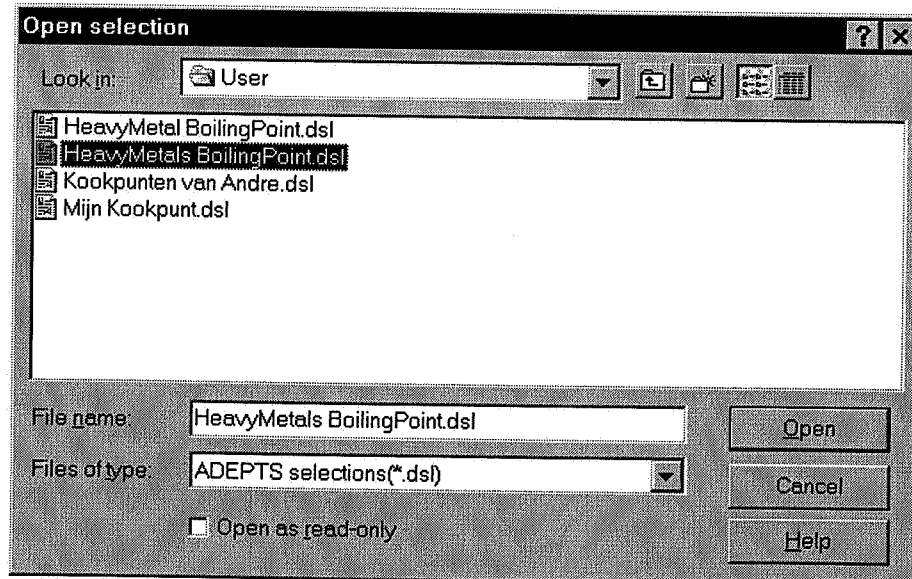 Open selection
Look in:
User
HeavyMetal BoilingPoint.dsl
HeavyMetals BoilingPoint.dsl
Kookpunten van Andre.dsl
Mijn Kookpunt.dsl
File name:
HeavyMetals BoilingPoint.dsl
Open
Files of type:
ADEPTS selections(*.dsl)
Cancel
Open as read-only
Help